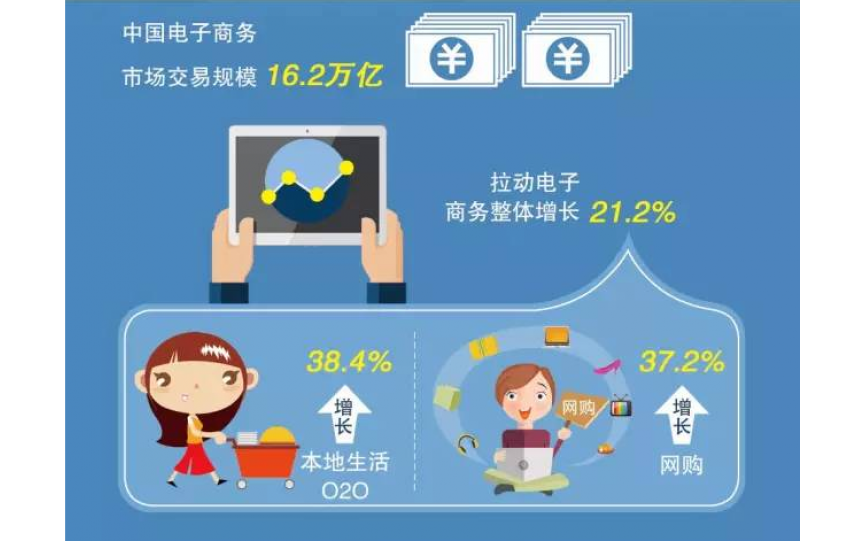 中国电子商务
市场交易规模 16.2万亿
¥ ¥
拉动电子
商务整体增长 21.2%
38.4%
增长
本地生活
O2O
网购
37.2%
增长
网购